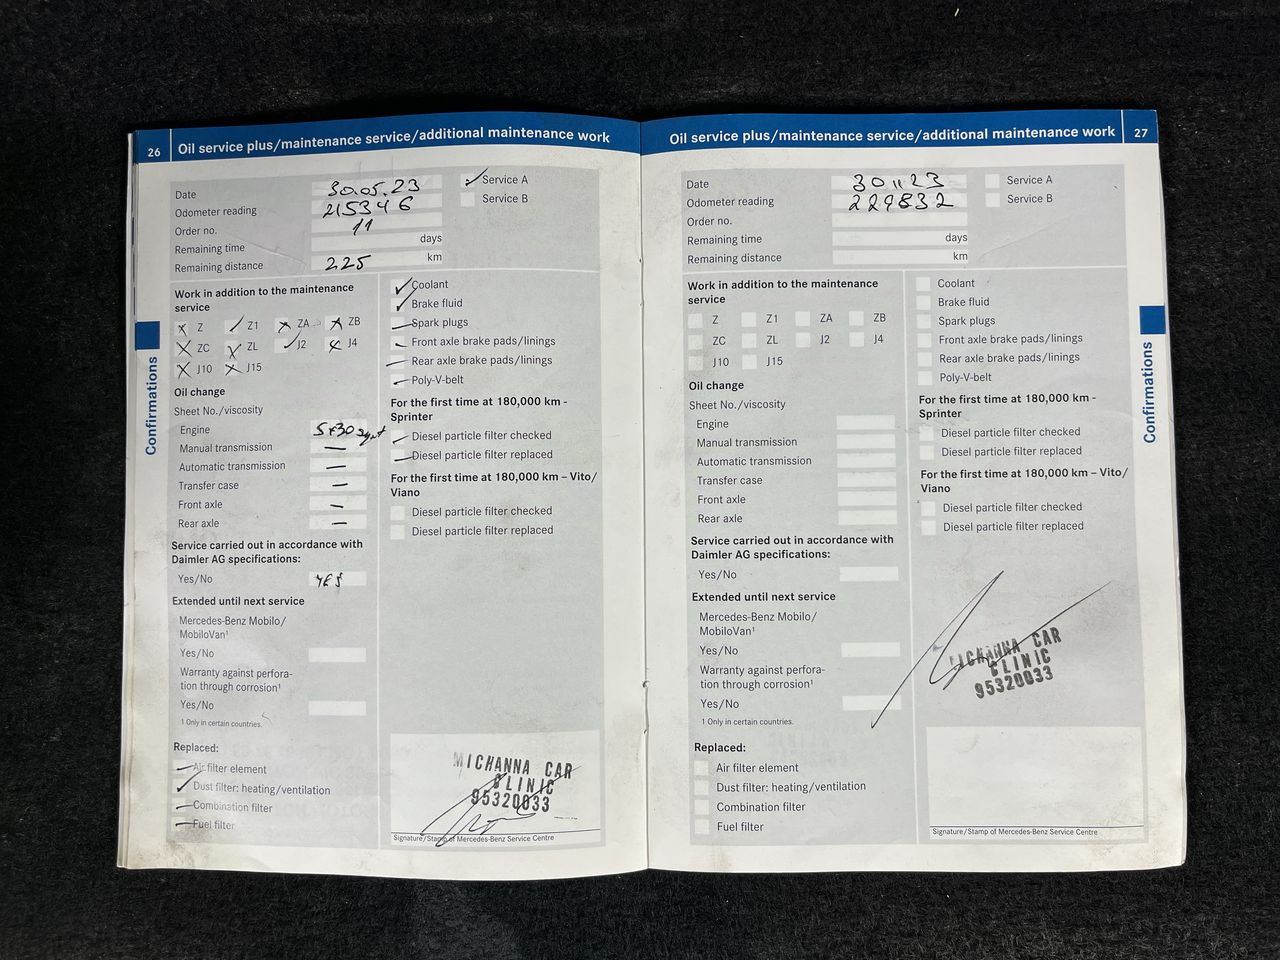 26 Oil service plus/maintenance service/additional maintenance work
Date 30.05.23
Service A
Odometer reading 215346
Service B
Order no. 11
Remaining time days
Remaining distance 225 km
Work in addition to the maintenance
service
Z Z1 ZA ZB
ZC ZL J2 J4
J10 J15
Oil change
Sheet No./viscosity
Engine
Manual transmission —
Automatic transmission —
Transfer case —
Front axle —
Rear axle —
Service carried out in accordance with
Daimler AG specifications:
Yes/No YES
Extended until next service
Mercedes-Benz Mobilo/
MobiloVan¹
Yes/No
Warranty against perfora-
tion through corrosion¹
Yes/No
1 Only in certain countries.
Replaced:
Air filter element
Dust filter: heating/ventilation
Combination filter
Fuel filter
Coolant
Brake fluid
Spark plugs
Front axle brake pads/linings
Rear axle brake pads/linings
Poly-V-belt
For the first time at 180,000 km -
Sprinter
Diesel particle filter checked
Diesel particle filter replaced
For the first time at 180,000 km – Vito/
Viano
Diesel particle filter checked
Diesel particle filter replaced
MICHANNA CAR
CLINIC
95320033
Signature/Stamp of Mercedes-Benz Service Centre
Confirmations
Oil service plus/maintenance service/additional maintenance work 27
Date 301123
Service A
Odometer reading 229832
Service B
Order no.
Remaining time days
Remaining distance km
Work in addition to the maintenance
service
Z Z1 ZA ZB
ZC ZL J2 J4
J10 J15
Oil change
Sheet No./viscosity
Engine
Manual transmission
Automatic transmission
Transfer case
Front axle
Rear axle
Service carried out in accordance with
Daimler AG specifications:
Yes/No
Extended until next service
Mercedes-Benz Mobilo/
MobiloVan¹
Yes/No
Warranty against perfora-
tion through corrosion¹
Yes/No
1 Only in certain countries.
Replaced:
Air filter element
Dust filter: heating/ventilation
Combination filter
Fuel filter
Coolant
Brake fluid
Spark plugs
Front axle brake pads/linings
Rear axle brake pads/linings
Poly-V-belt
For the first time at 180,000 km -
Sprinter
Diesel particle filter checked
Diesel particle filter replaced
For the first time at 180,000 km – Vito/
Viano
Diesel particle filter checked
Diesel particle filter replaced
MICHANNA CAR
CLINIC
95320033
Signature/Stamp of Mercedes-Benz Service Centre
Confirmations